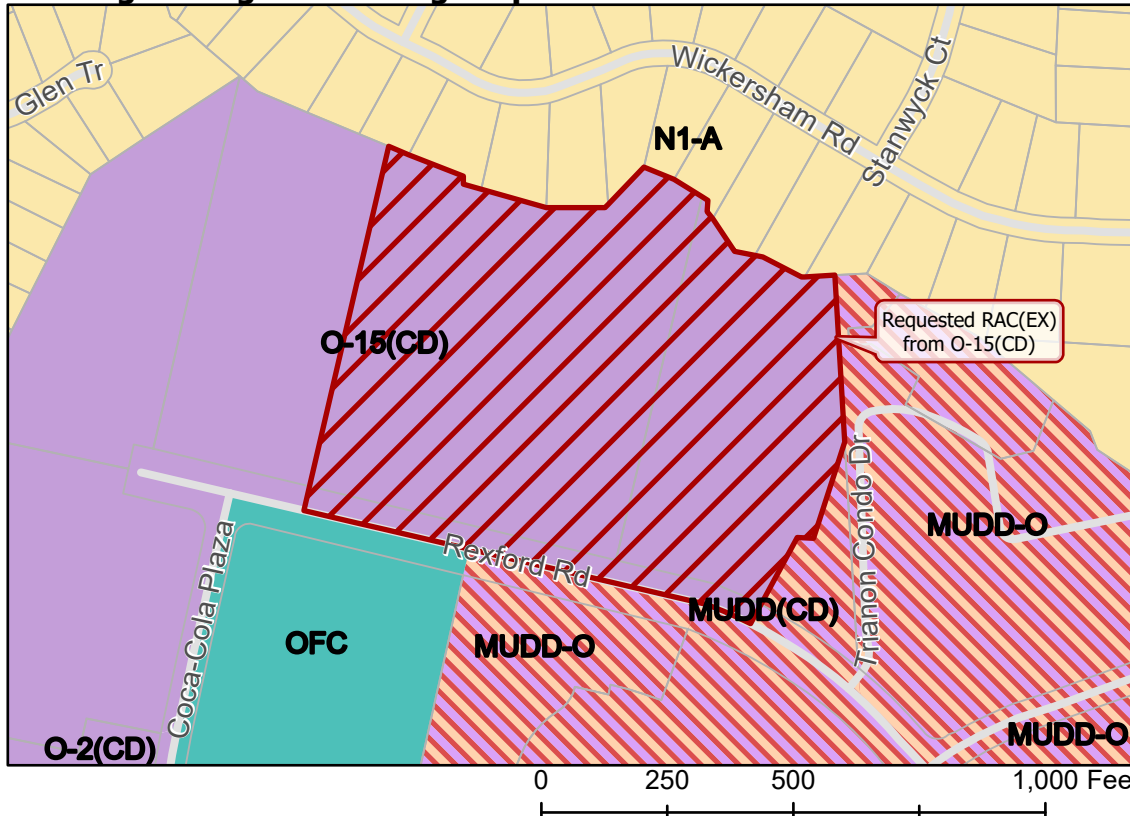 Glen Tr
Wickersham Rd
Stanwyck Ct
N1-A
Requested RAC(EX)
from O-15(CD)
O-15(CD)
Trianon Condo Dr
MUDD-O
Rexford Rd
Coca-Cola Plaza
MUDD(CD)
OFC
MUDD-O
O-2(CD)
MUDD-O
0 250 500 1,000 Fee